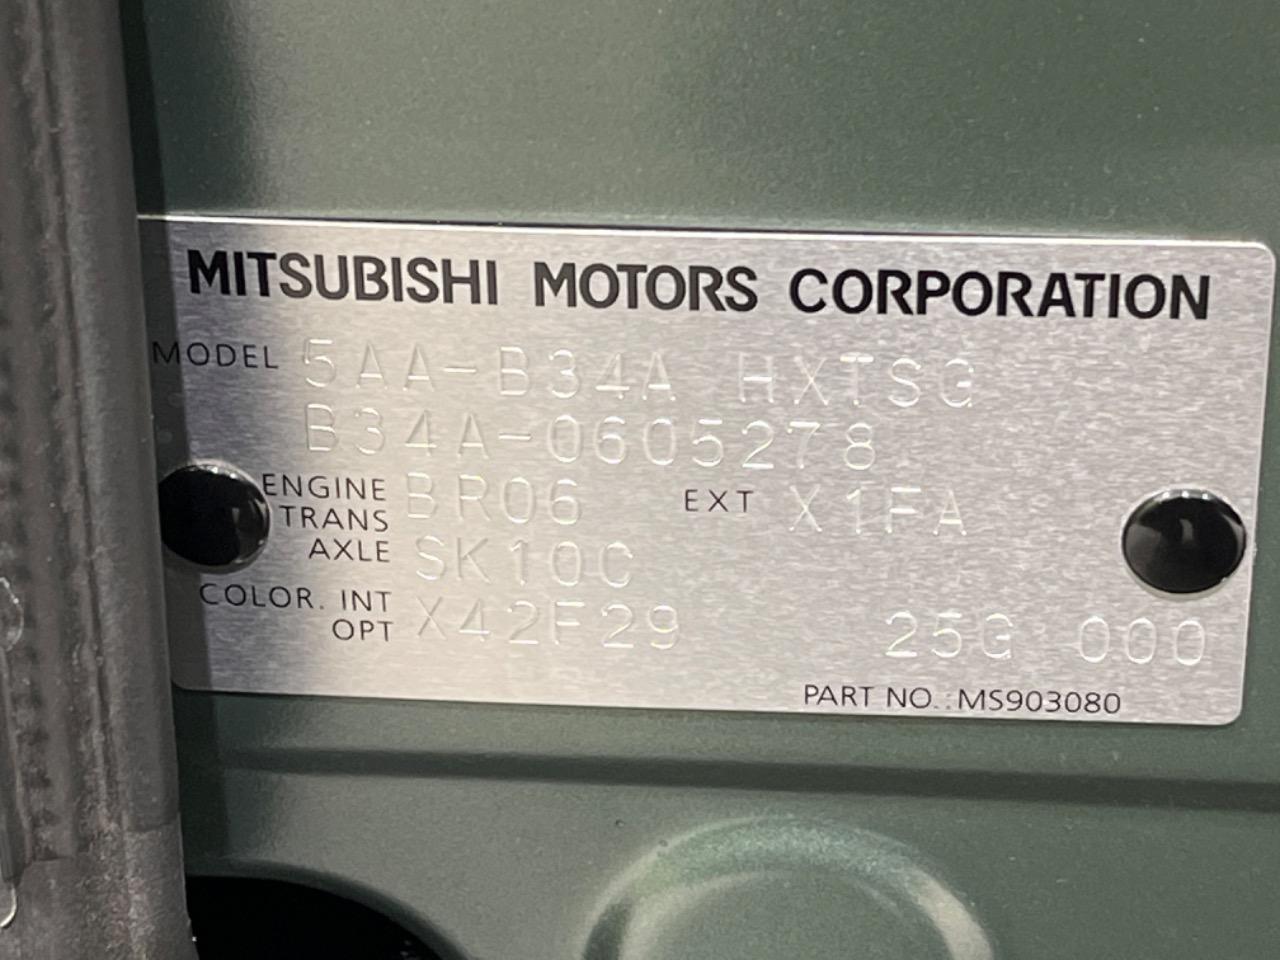 MITSUBISHI MOTORS CORPORATION
MODEL 5AA-B34A HXTSG
B34A-0605278
ENGINE BR06 EXT X1FA
TRANS
AXLE SK10C
COLOR. INT
OPT X42F29 25G 000
PART NO.:MS903080